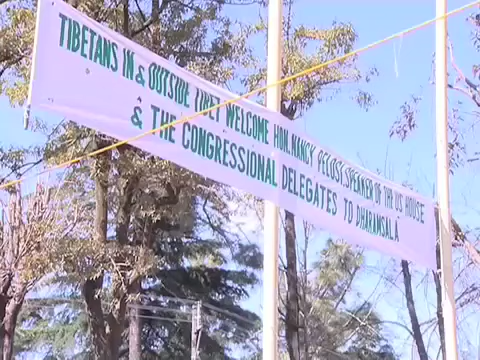 TIBETANS IN & OUTSIDE TIBET WELCOME HON. NANCY PELOSI, SPEAKER OF THE US HOUSE
& THE CONGRESSIONAL DELEGATES TO DHARAMSALA